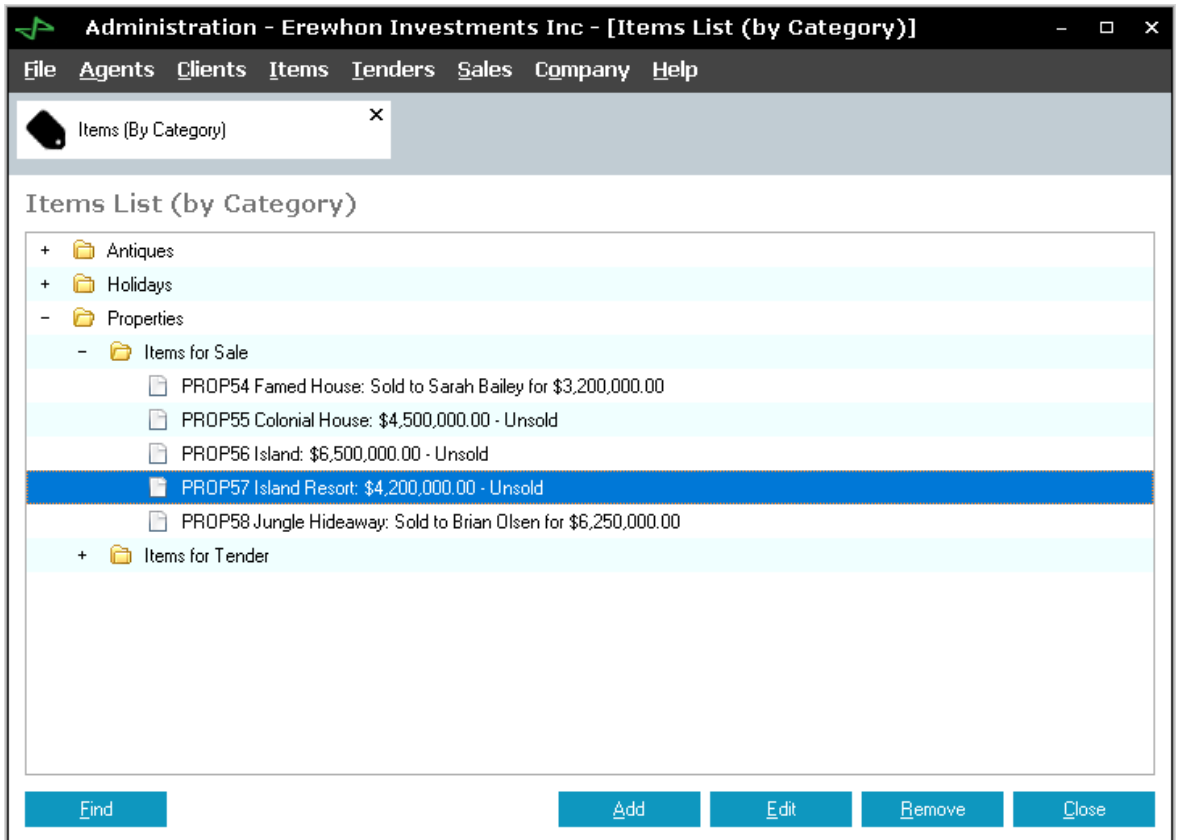 Administration - Erewhon Investments Inc - [Items List (by Category)]
File Agents Clients Items Tenders Sales Company Help
Items (By Category)
Items List (by Category)
Antiques
Holidays
Properties
Items for Sale
PROP54 Famed House: Sold to Sarah Bailey for $3,200,000.00
PROP55 Colonial House: $4,500,000.00 - Unsold
PROP56 Island: $6,500,000.00 - Unsold
PROP57 Island Resort: $4,200,000.00 - Unsold
PROP58 Jungle Hideaway: Sold to Brian Olsen for $6,250,000.00
Items for Tender
Find Add Edit Remove Close